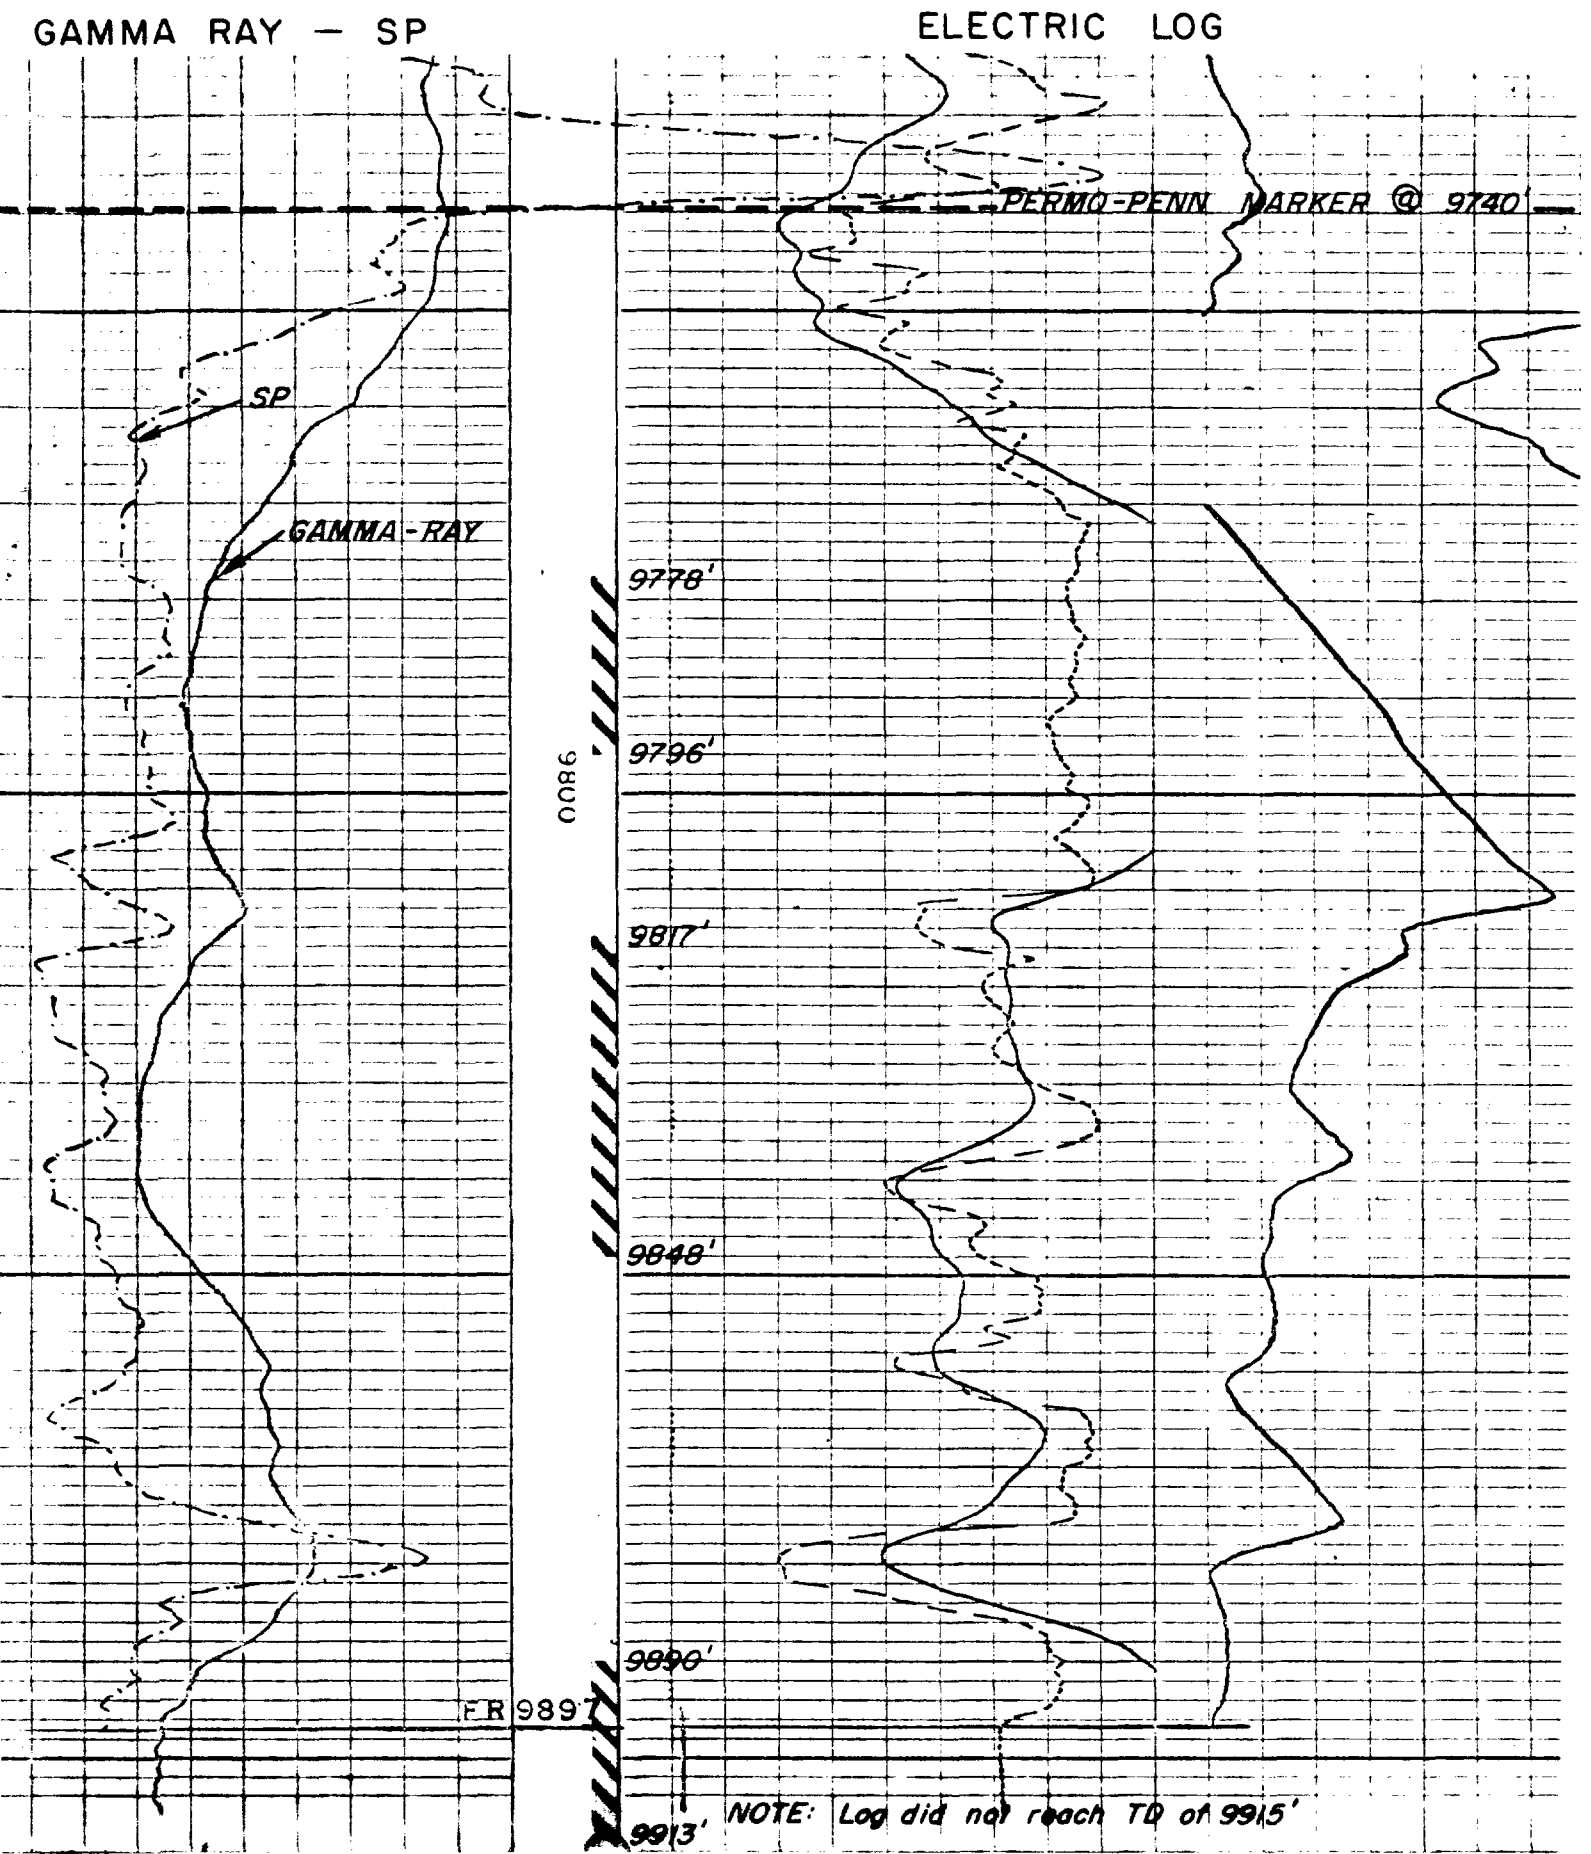 GAMMA RAY — SP
ELECTRIC LOG
PERMO-PENN MARKER @ 9740'
SP
GAMMA-RAY
9778'
9796'
9800
9817'
9848'
9890'
FR 9897
NOTE: Log did not reach TD of 9915'
9913'